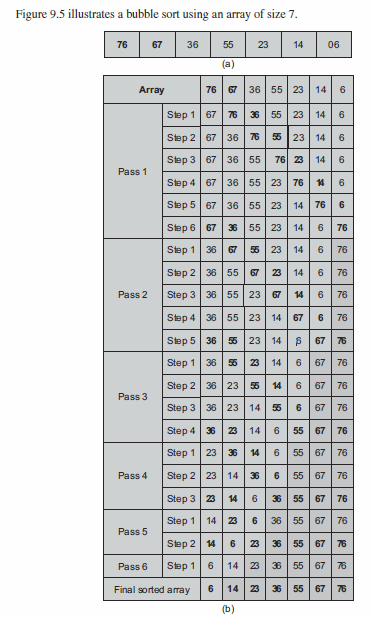 Figure 9.5 illustrates a bubble sort using an array of size 7.
76 67 36 55 23 14 06
(a)
Array 76 67 36 55 23 14 6
Pass 1
Step 1 67 76 36 55 23 14 6
Step 2 67 36 76 55 23 14 6
Step 3 67 36 55 76 23 14 6
Step 4 67 36 55 23 76 14 6
Step 5 67 36 55 23 14 76 6
Step 6 67 36 55 23 14 6 76
Pass 2
Step 1 36 67 55 23 14 6 76
Step 2 36 55 67 23 14 6 76
Step 3 36 55 23 67 14 6 76
Step 4 36 55 23 14 67 6 76
Step 5 36 55 23 14 β 67 76
Pass 3
Step 1 36 55 23 14 6 67 76
Step 2 36 23 55 14 6 67 76
Step 3 36 23 14 55 6 67 76
Step 4 36 23 14 6 55 67 76
Pass 4
Step 1 23 36 14 6 55 67 76
Step 2 23 14 36 6 55 67 76
Step 3 23 14 6 36 55 67 76
Pass 5
Step 1 14 23 6 36 55 67 76
Step 2 14 6 23 36 55 67 76
Pass 6
Step 1 6 14 23 36 55 67 76
Final sorted array 6 14 23 36 55 67 76
(b)